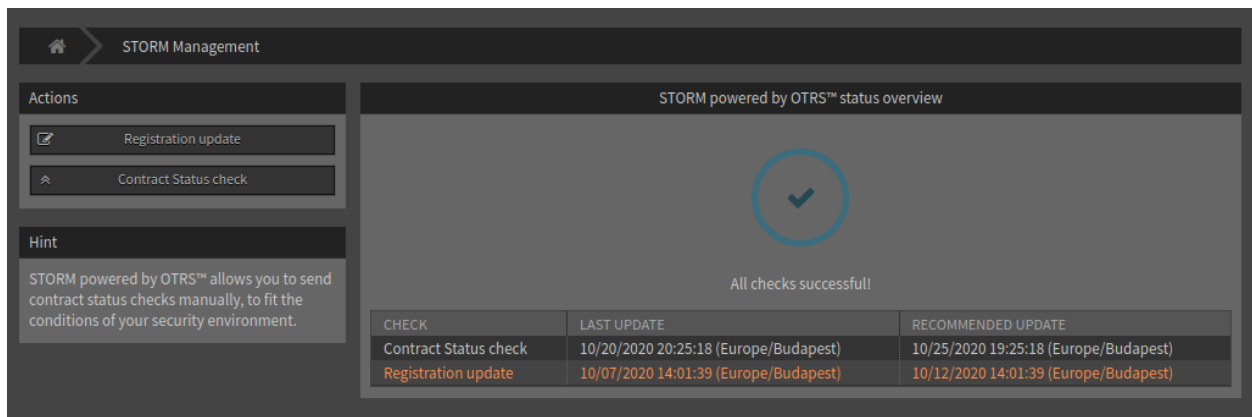 STORM Management
Actions
Registration update
Contract Status check
Hint
STORM powered by OTRS™ allows you to send
contract status checks manually, to fit the
conditions of your security environment.
STORM powered by OTRS™ status overview
All checks successful!
CHECK LAST UPDATE RECOMMENDED UPDATE
Contract Status check 10/20/2020 20:25:18 (Europe/Budapest) 10/25/2020 19:25:18 (Europe/Budapest)
Registration update 10/07/2020 14:01:39 (Europe/Budapest) 10/12/2020 14:01:39 (Europe/Budapest)